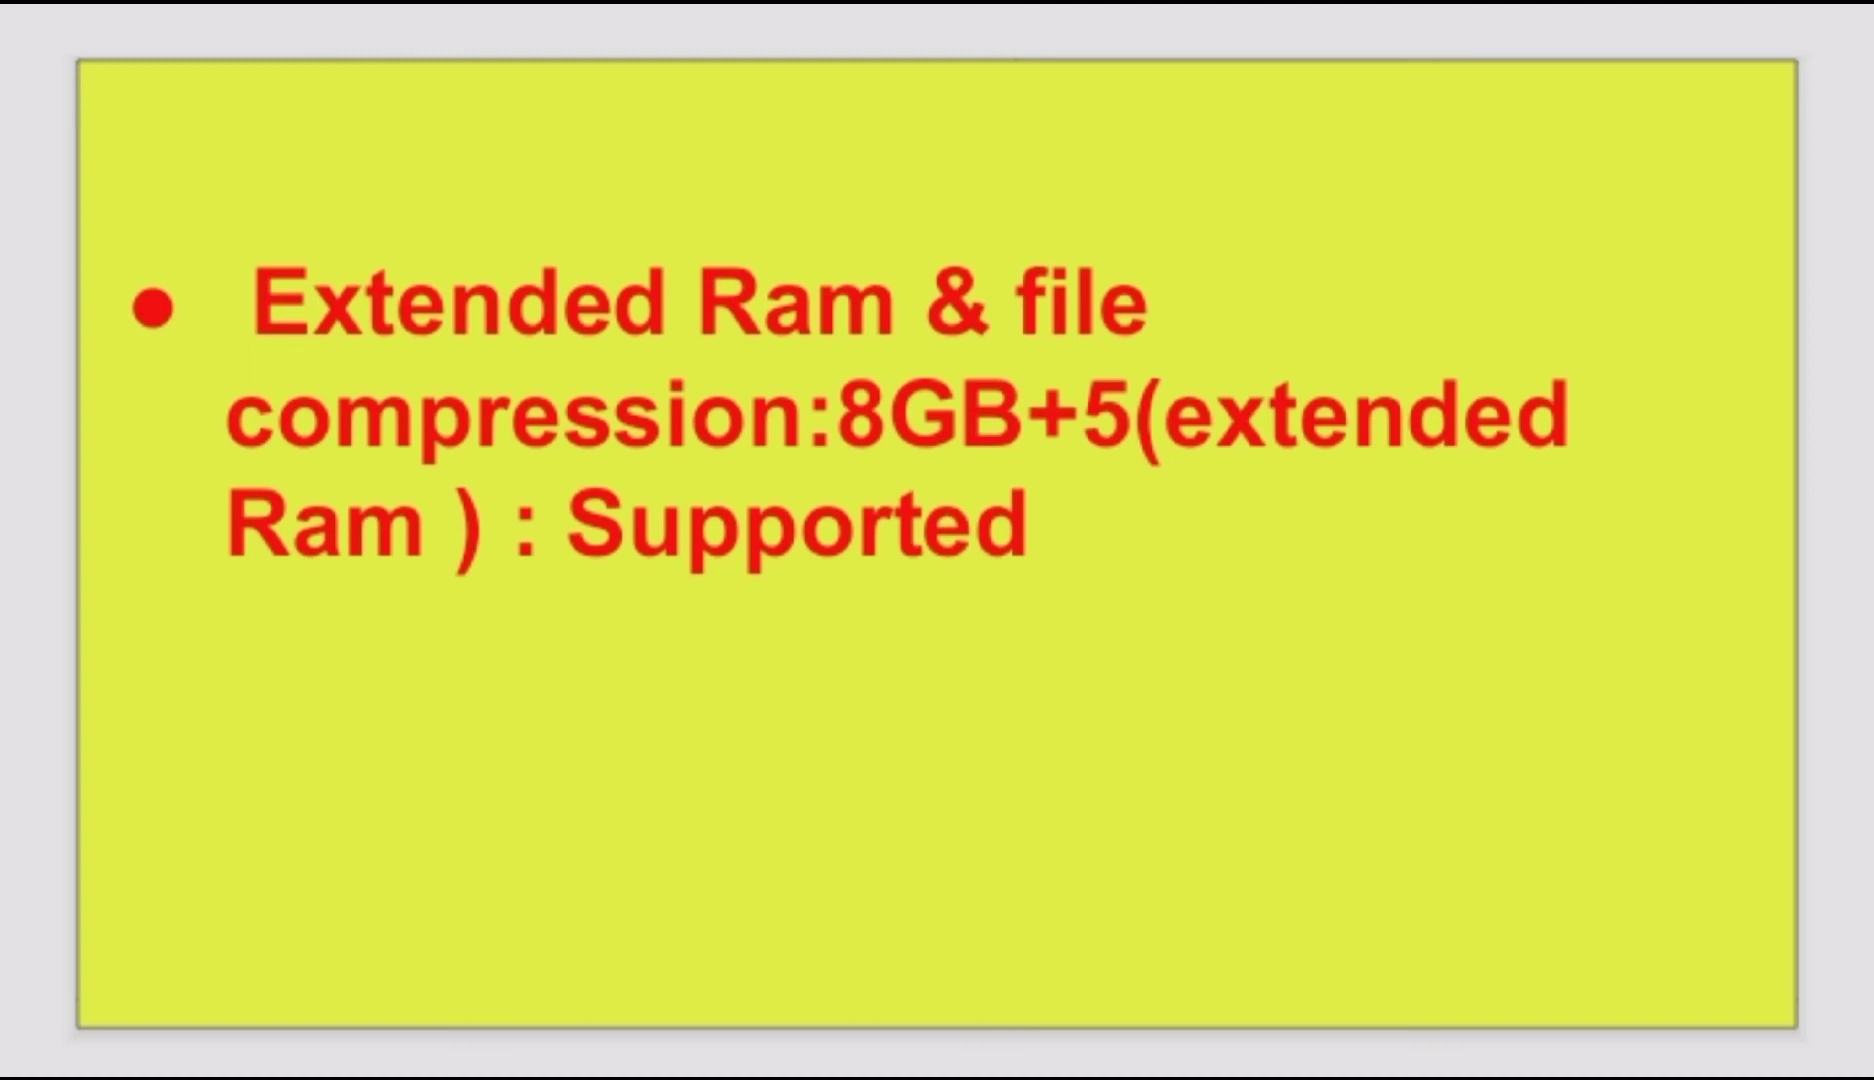 ● Extended Ram & file
compression:8GB+5(extended
Ram ) : Supported